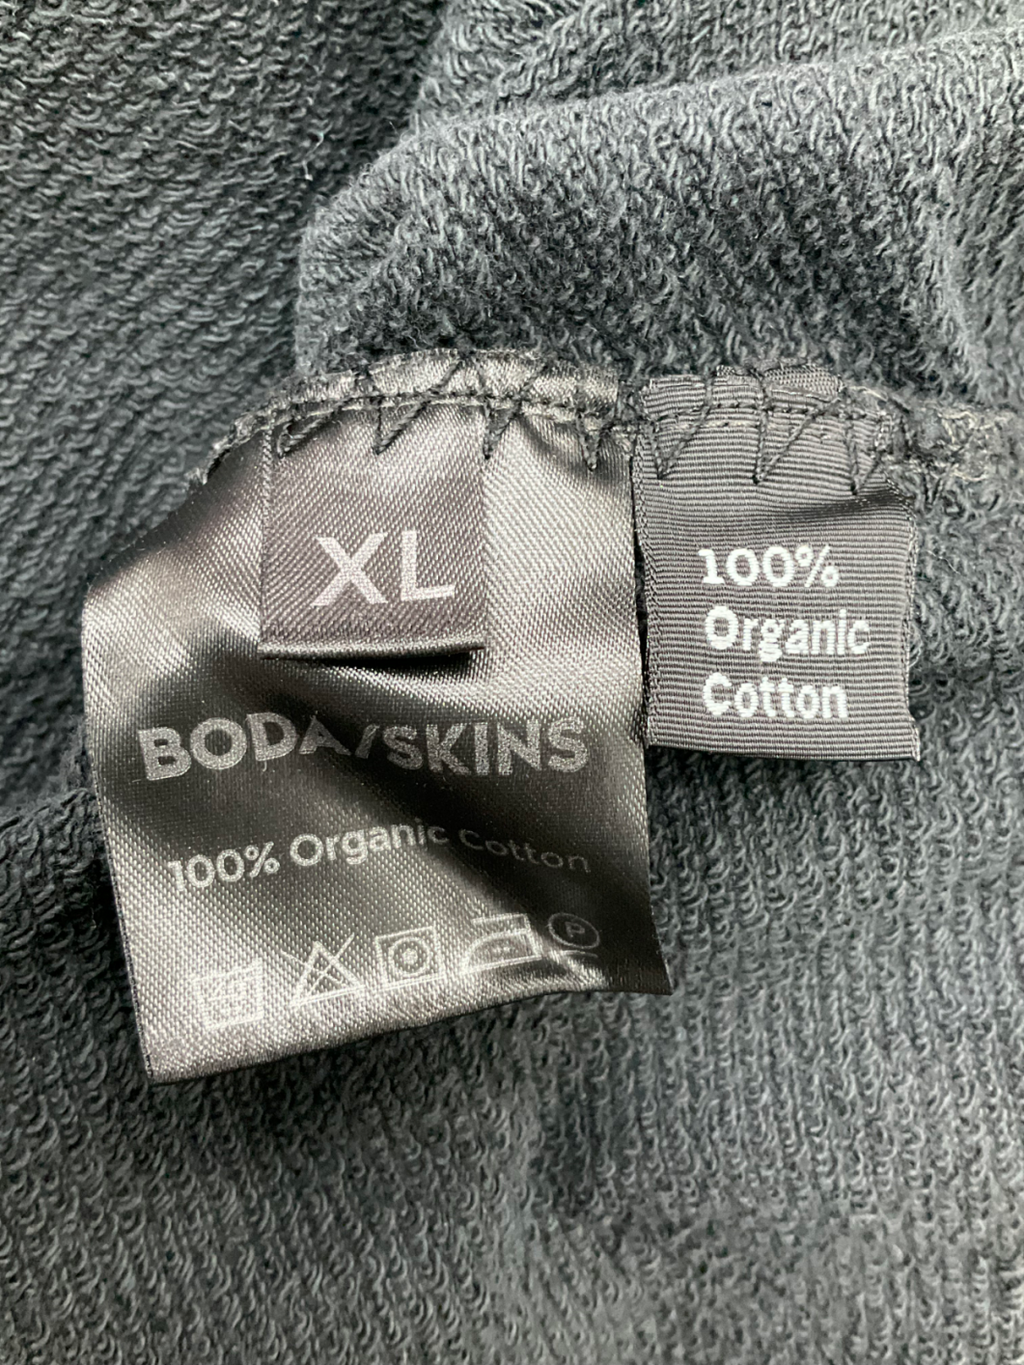 XL
BODA/SKINS
100% Organic Cotton
P
100%
Organic
Cotton